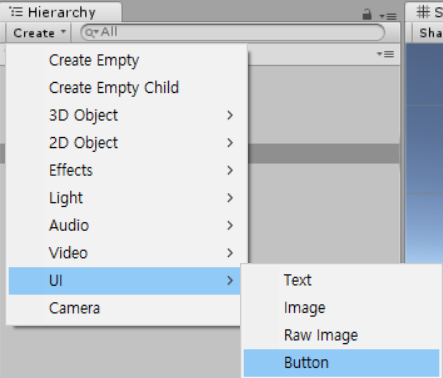 Hierarchy
# S
Create
All
Sha
Create Empty
Create Empty Child
3D Object
2D Object
Effects
Light
Audio
Video
UI
Camera
Text
Image
Raw Image
Button